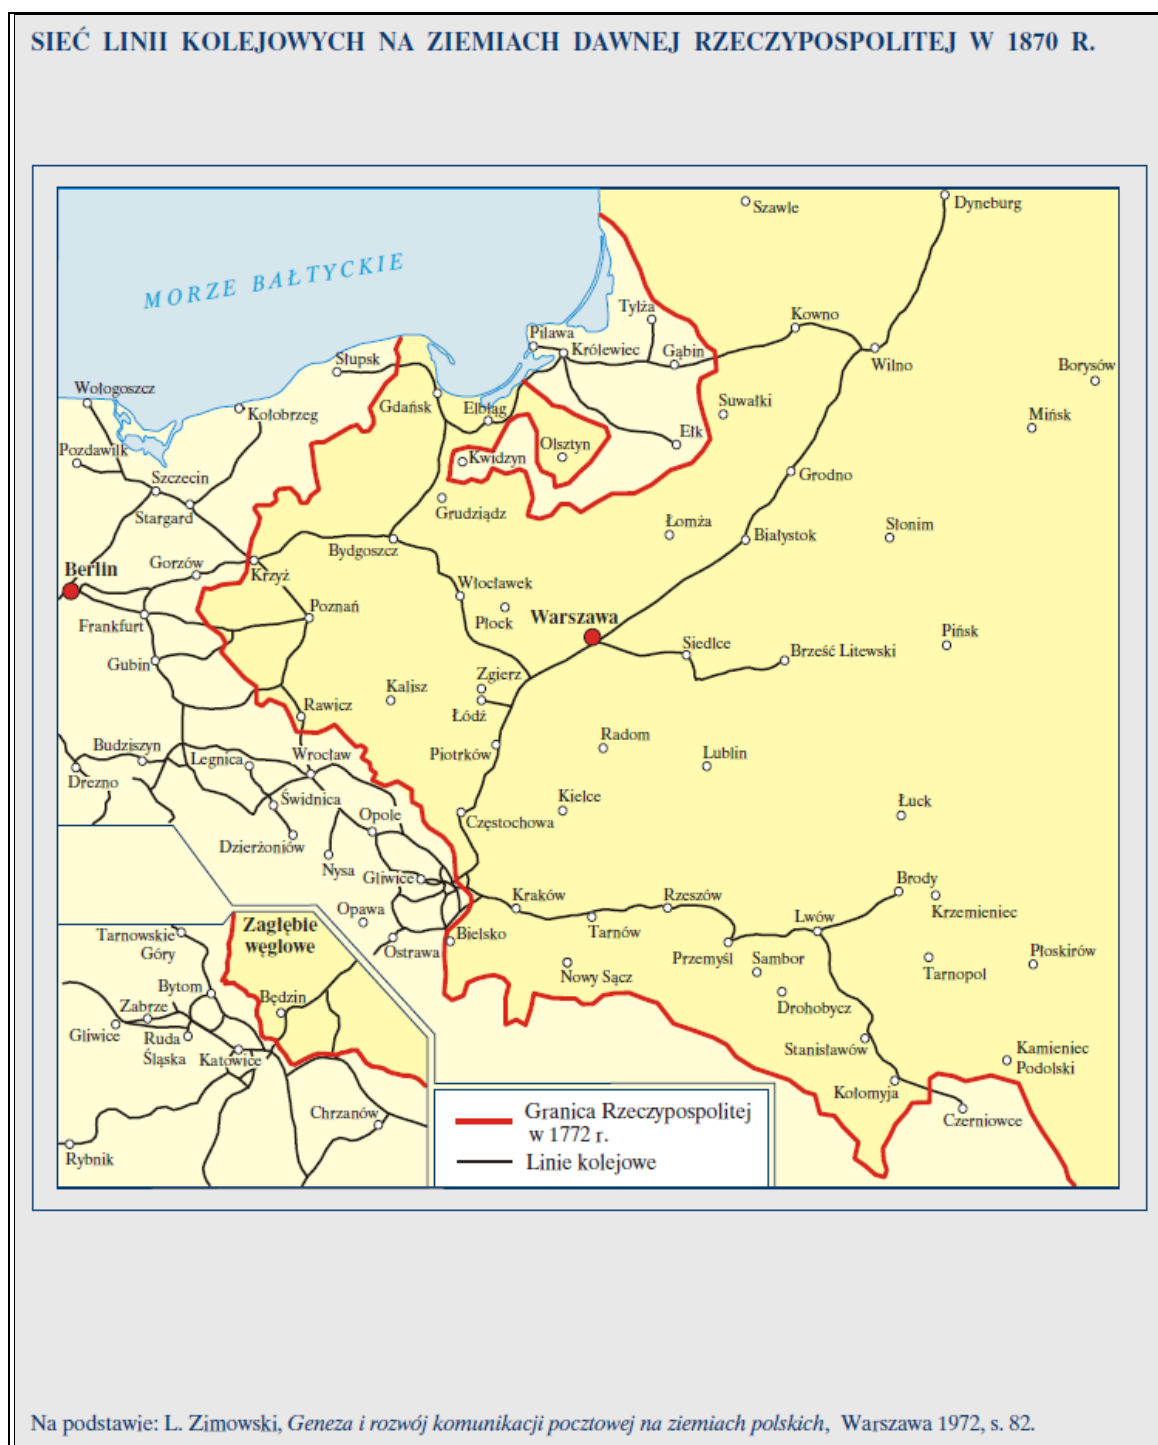 SIEĆ LINII KOLEJOWYCH NA ZIEMIACH DAWNEJ RZECZYPOSPOLITEJ W 1870 R.
Szawle
Dyneburg
MORZE BAŁTYCKIE
Tylża
Kowno
Piława
Królewiec
Gąbin
Wilno
Słupsk
Borysów
Wołogoszcz
Kołobrzeg
Gdańsk
Elbląg
Suwałki
Mińsk
Ełk
Olsztyn
Kwidzyn
Pozdawilk
Szczecin
Grodno
Stargard
Grudziądz
Łomża
Białystok
Słonim
Bydgoszcz
Berlin
Gorzów
Krzyż
Włocławek
Poznań
Płock
Warszawa
Frankfurt
Siedlce
Brześć Litewski
Pińsk
Gubin
Zgierz
Kalisz
Łódź
Rawicz
Radom
Budziszyn
Legnica
Wrocław
Piotrków
Lublin
Drezno
Świdnica
Kielce
Łuck
Opole
Częstochowa
Dzierżoniów
Nysa
Gliwice
Brody
Kraków
Rzeszów
Krzemieniec
Opawa
Lwów
Tarnów
Zagłębie
węglowe
Tarnowskie
Góry
Bielsko
Ostrawa
Przemyśl
Sambor
Płoskirów
Nowy Sącz
Tarnopol
Bytom
Będzin
Drohobycz
Zabrze
Gliwice
Ruda
Śląska
Katowice
Stanisławów
Kamieniec
Podolski
Kołomyja
Chrzanów
Czerniowce
Rybnik
Granica Rzeczypospolitej
w 1772 r.
Linie kolejowe
Na podstawie: L. Zimowski, Geneza i rozwój komunikacji pocztowej na ziemiach polskich, Warszawa 1972, s. 82.